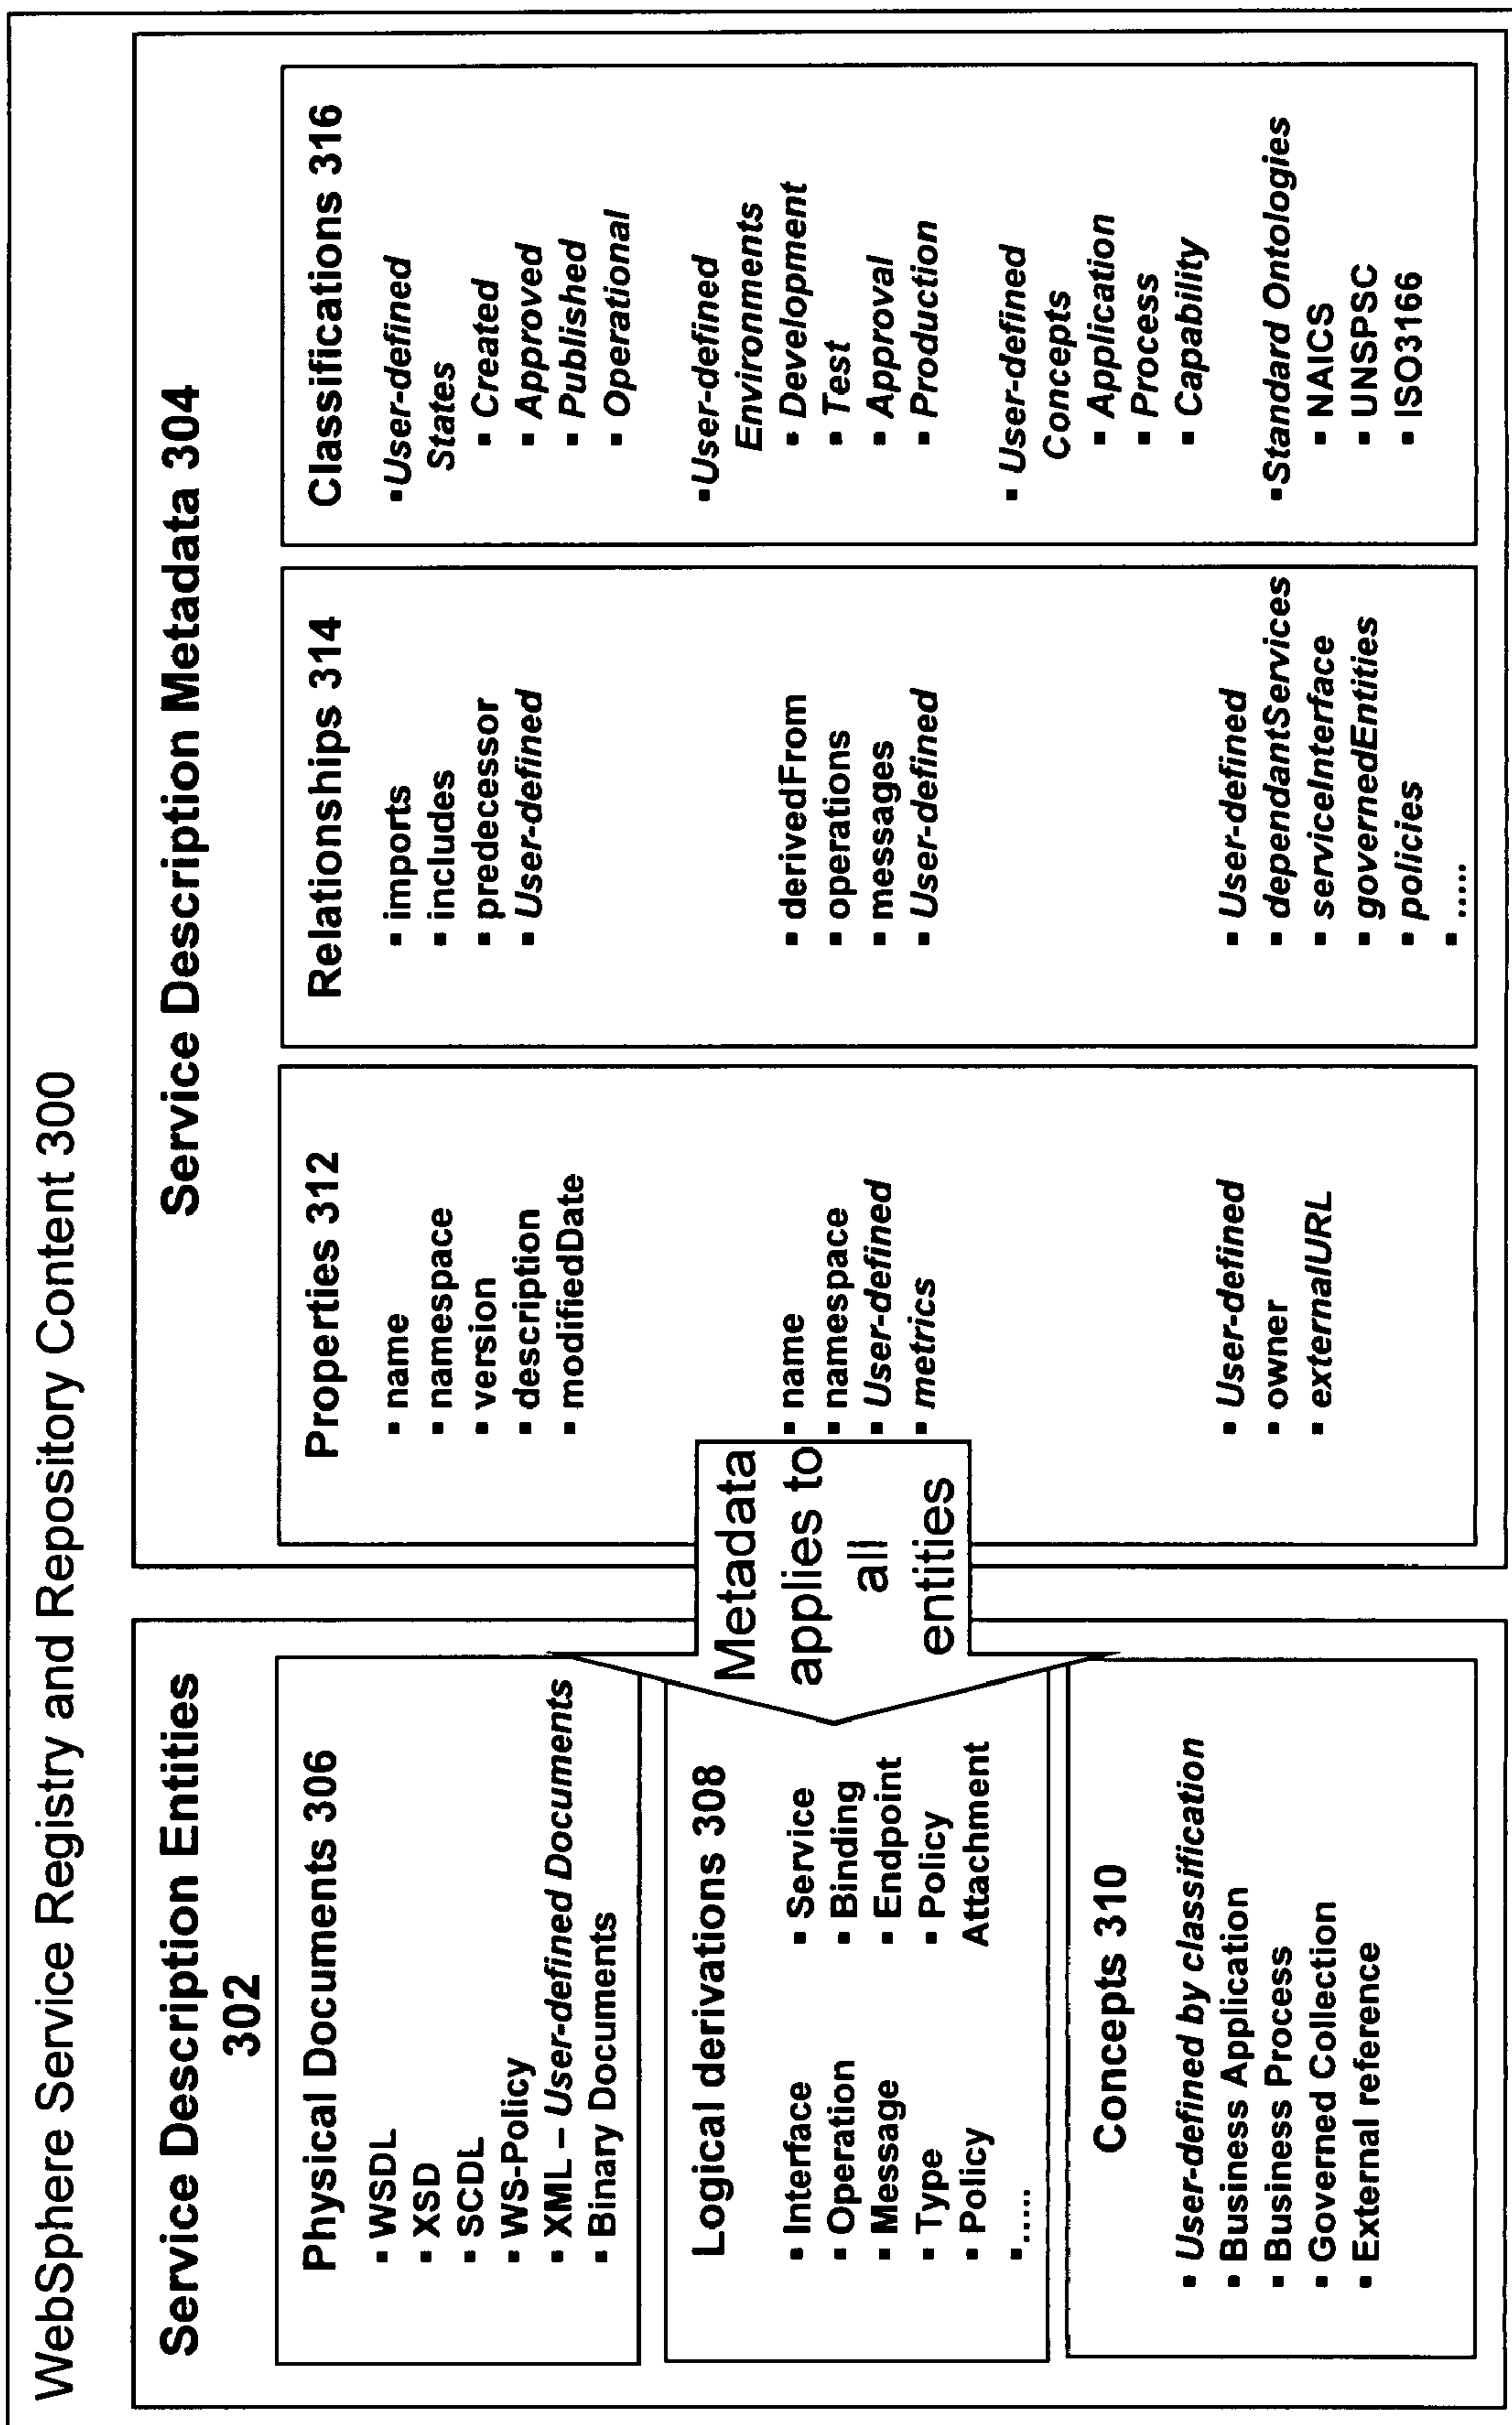 WebSphere Service Registry and Repository Content 300
Service Description Entities
302
Physical Documents 306
▪ WSDL
▪ XSD
▪ SCDL
▪ WS-Policy
▪ XML – User-defined Documents
▪ Binary Documents
Logical derivations 308
▪ Interface
▪ Operation
▪ Message
▪ Type
▪ Policy
▪.....
▪ Service
▪ Binding
▪ Endpoint
▪ Policy
Attachment
Concepts 310
▪ User-defined by classification
▪ Business Application
▪ Business Process
▪ Governed Collection
▪ External reference
Metadata
applies to
all
entities
Service Description Metadata 304
Properties 312
▪ name
▪ namespace
▪ version
▪ description
▪ modifiedDate
▪ name
▪ namespace
▪ User-defined
▪ metrics
▪ User-defined
▪ owner
▪ externalURL
Relationships 314
▪ imports
▪ includes
▪ predecessor
▪ User-defined
▪ derivedFrom
▪ operations
▪ messages
▪ User-defined
▪ User-defined
▪ dependantServices
▪ serviceInterface
▪ governedEntities
▪ policies
▪ .....
Classifications 316
▪User-defined
States
▪ Created
▪ Approved
▪ Published
▪ Operational
▪User-defined
Environments
▪ Development
▪ Test
▪ Approval
▪ Production
▪ User-defined
Concepts
▪ Application
▪ Process
▪ Capability
▪Standard Ontologies
▪ NAICS
▪ UNSPSC
▪ ISO3166